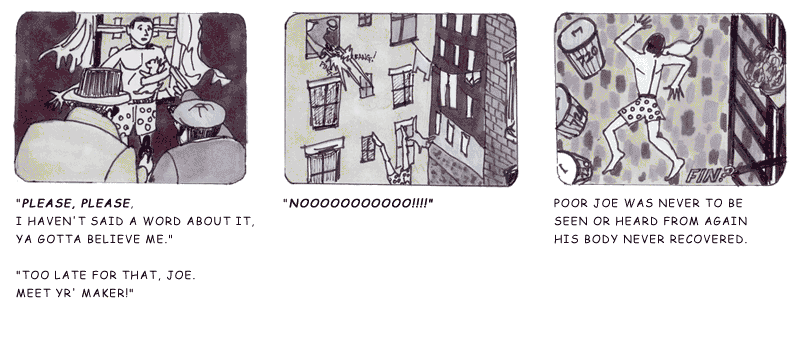 "PLEASE, PLEASE,
I HAVEN'T SAID A WORD ABOUT IT,
YA GOTTA BELIEVE ME."
"TOO LATE FOR THAT, JOE.
MEET YR' MAKER!"
BANG!
"NOOOOOOOOOOO!!!!"
FIN?
POOR JOE WAS NEVER TO BE
SEEN OR HEARD FROM AGAIN
HIS BODY NEVER RECOVERED.